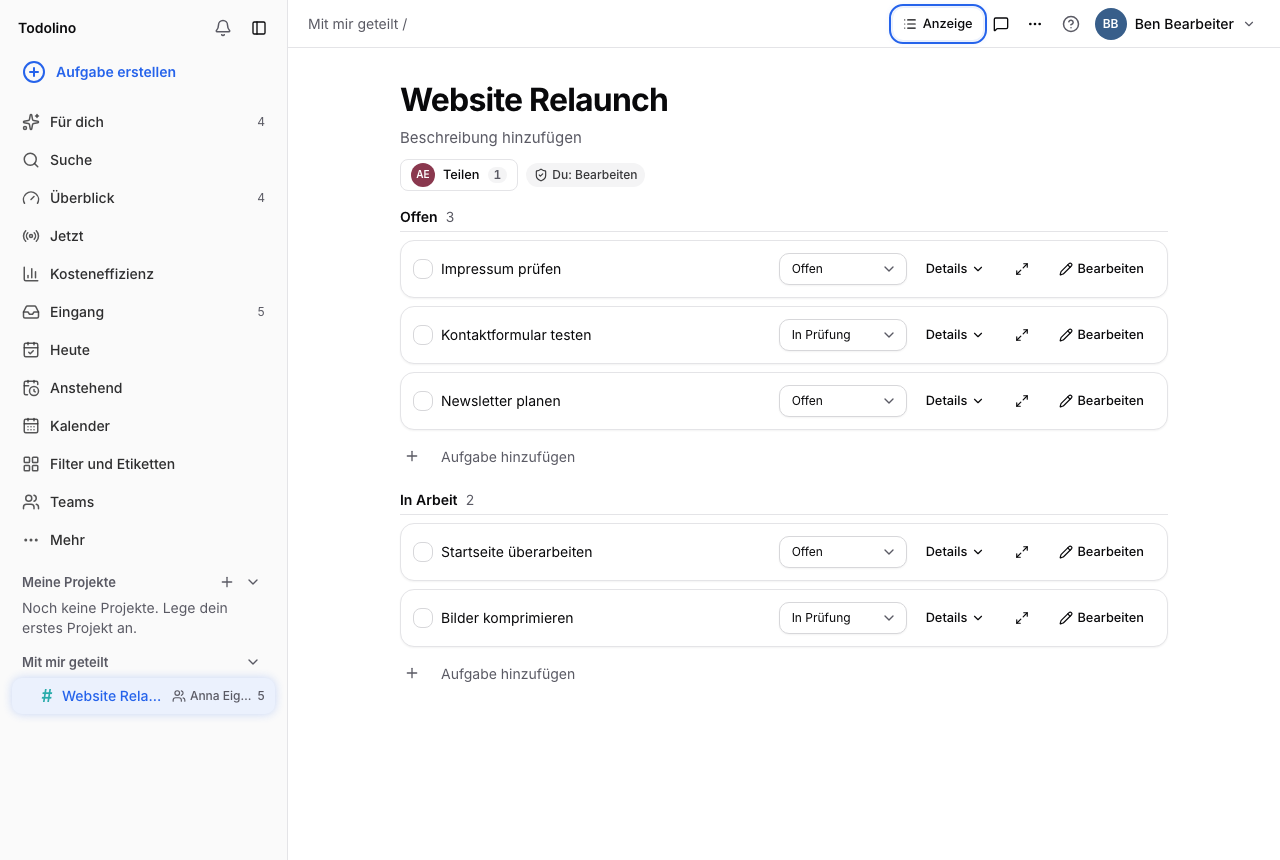 Todolino
Aufgabe erstellen
Für dich 4
Suche
Überblick 4
Jetzt
Kosteneffizienz
Eingang 5
Heute
Anstehend
Kalender
Filter und Etiketten
Teams
Mehr
Meine Projekte
Noch keine Projekte. Lege dein
erstes Projekt an.
Mit mir geteilt
# Website Rela... Anna Eig... 5
Mit mir geteilt /
Anzeige
BB Ben Bearbeiter
Website Relaunch
Beschreibung hinzufügen
AE Teilen 1 Du: Bearbeiten
Offen 3
Impressum prüfen Offen Details Bearbeiten
Kontaktformular testen In Prüfung Details Bearbeiten
Newsletter planen Offen Details Bearbeiten
Aufgabe hinzufügen
In Arbeit 2
Startseite überarbeiten Offen Details Bearbeiten
Bilder komprimieren In Prüfung Details Bearbeiten
Aufgabe hinzufügen